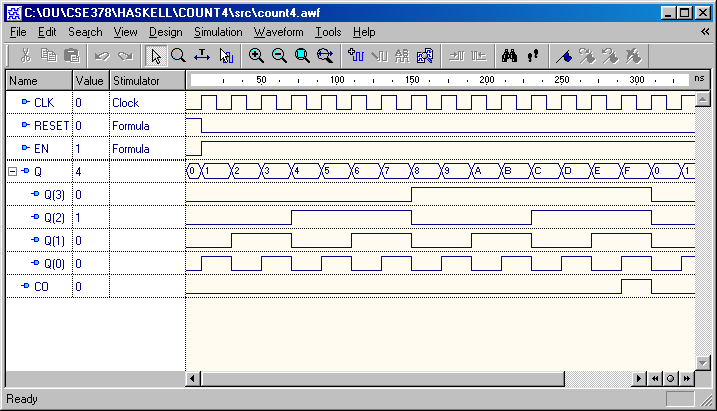 C:\OU\CSE378\HASKELL\COUNT4\src\count4.awf
File Edit Search View Design Simulation Waveform Tools Help
Name Value Stimulator 50 100 150 200 250 300 ns
CLK 0 Clock
RESET 0 Formula
EN 1 Formula
Q 4 0 1 2 3 4 5 6 7 8 9 A B C D E F 0 1
Q(3) 0
Q(2) 1
Q(1) 0
Q(0) 0
CO 0
Ready